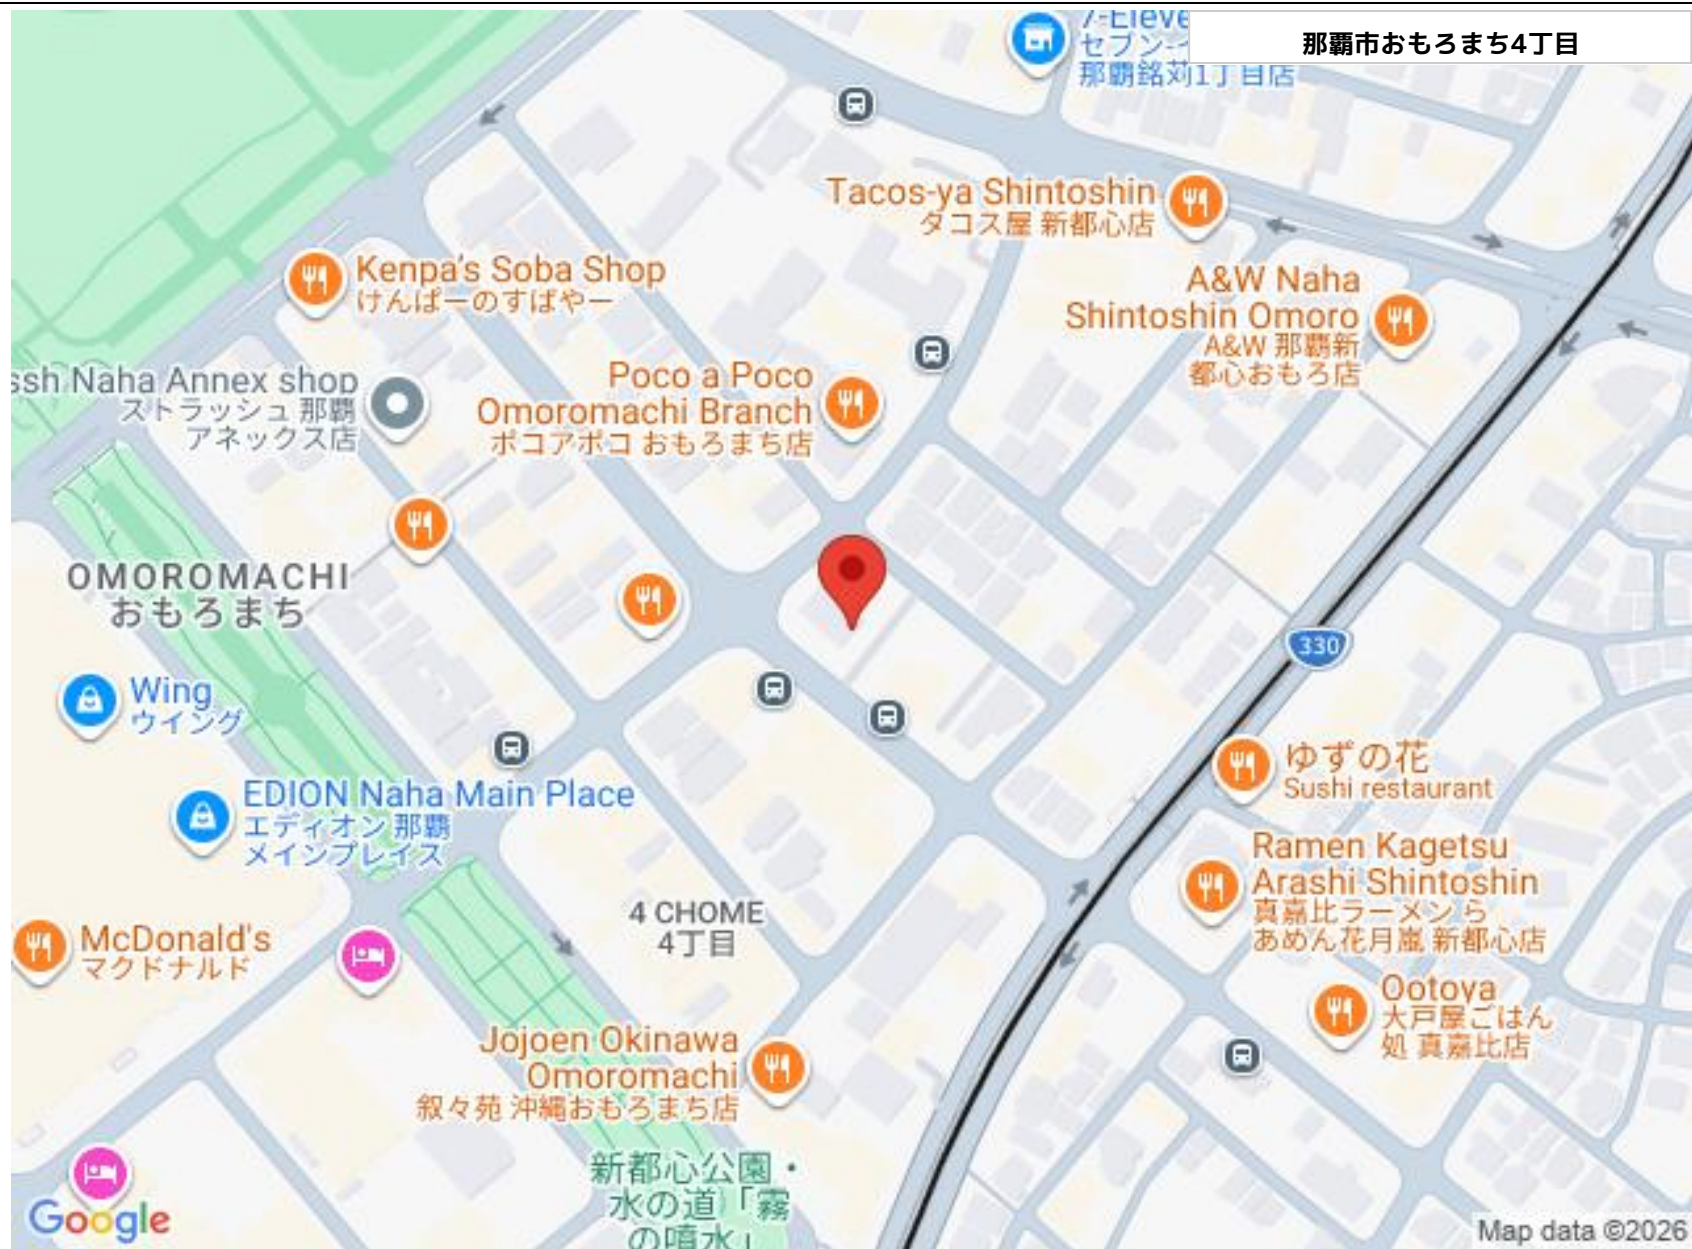 7-Eleve
セブン-イ
那覇銘苅1丁目店
那覇市おもろまち4丁目
Tacos-ya Shintoshin
タコス屋 新都心店
Kenpa's Soba Shop
けんぱーのすばやー
A&W Naha
Shintoshin Omoro
A&W 那覇新
都心おもろ店
ssh Naha Annex shop
ストラッシュ 那覇
アネックス店
Poco a Poco
Omoromachi Branch
ポコアポコ おもろまち店
OMOROMACHI
おもろまち
330
Wing
ウイング
ゆずの花
Sushi restaurant
EDION Naha Main Place
エディオン 那覇
メインプレイス
Ramen Kagetsu
Arashi Shintoshin
真嘉比ラーメン ら
あめん花月嵐 新都心店
4 CHOME
4丁目
McDonald's
マクドナルド
Ootoya
大戸屋ごはん
処 真嘉比店
Jojoen Okinawa
Omoromachi
叙々苑 沖縄おもろまち店
新都心公園・
水の道「霧
の噴水」
Google
Map data ©2026